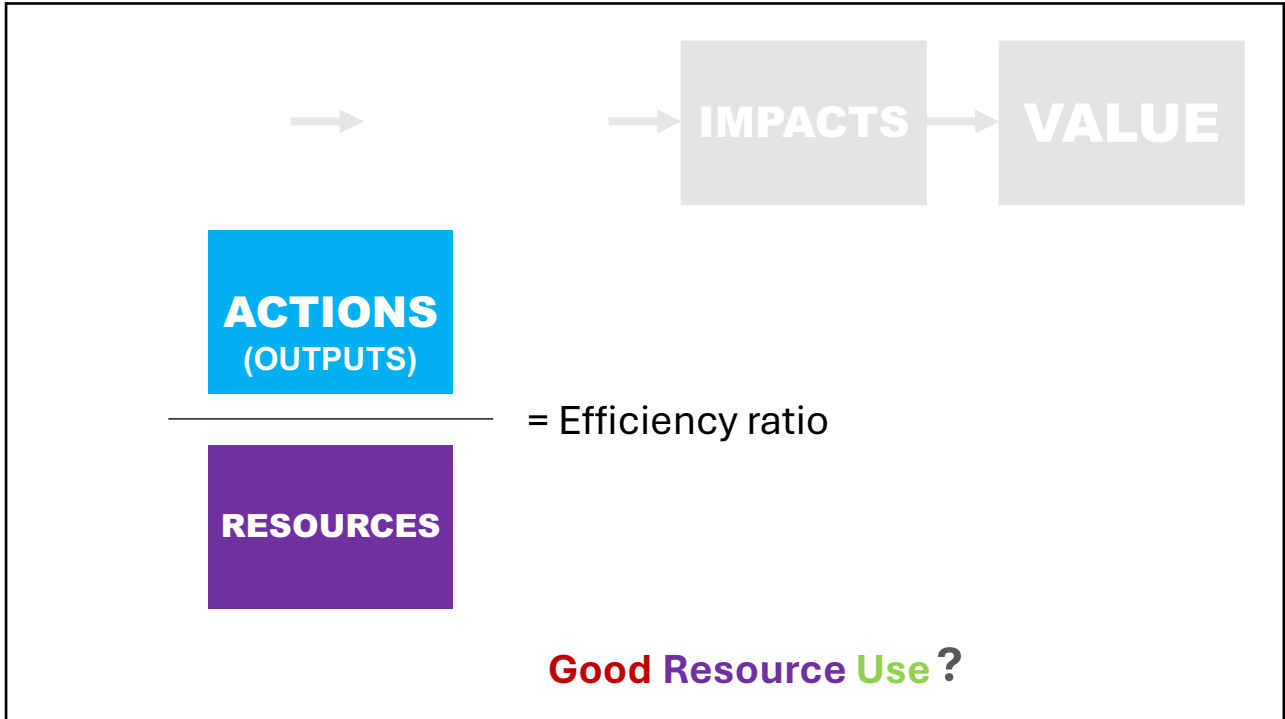 IMPACTS
VALUE
ACTIONS
(OUTPUTS)
= Efficiency ratio
RESOURCES
Good Resource Use?